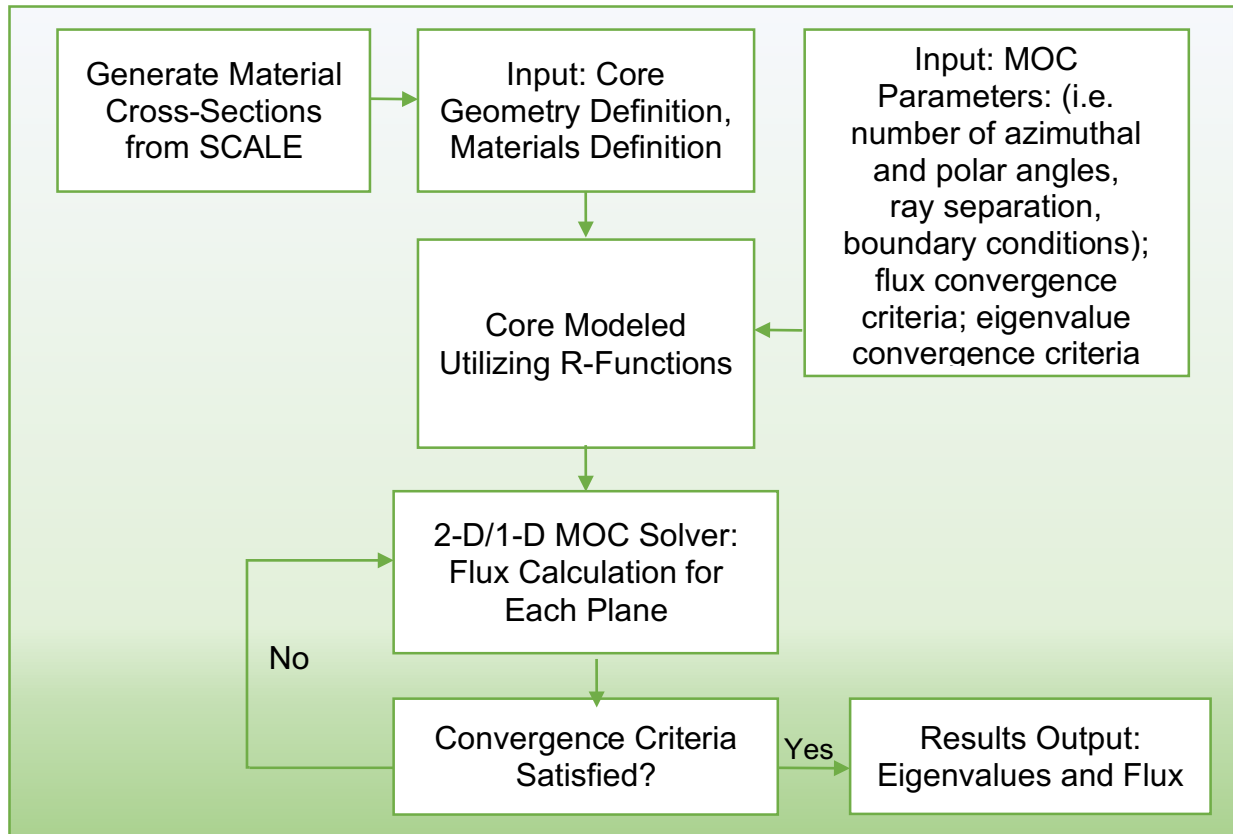 Generate Material
Cross-Sections
from SCALE
Input: Core
Geometry Definition,
Materials Definition
Input: MOC
Parameters: (i.e.
number of azimuthal
and polar angles,
ray separation,
boundary conditions);
flux convergence
criteria; eigenvalue
convergence criteria
Core Modeled
Utilizing R-Functions
2-D/1-D MOC Solver:
Flux Calculation for
Each Plane
No
Convergence Criteria
Satisfied?
Yes
Results Output:
Eigenvalues and Flux